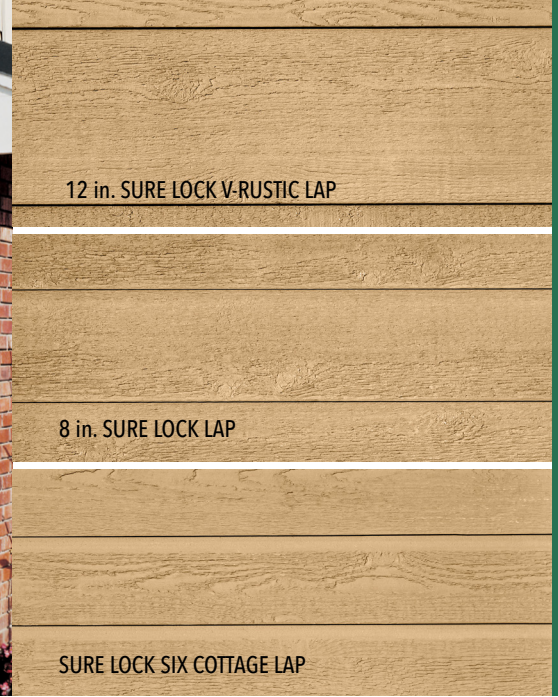 12 in. SURE LOCK V-RUSTIC LAP
8 in. SURE LOCK LAP
SURE LOCK SIX COTTAGE LAP